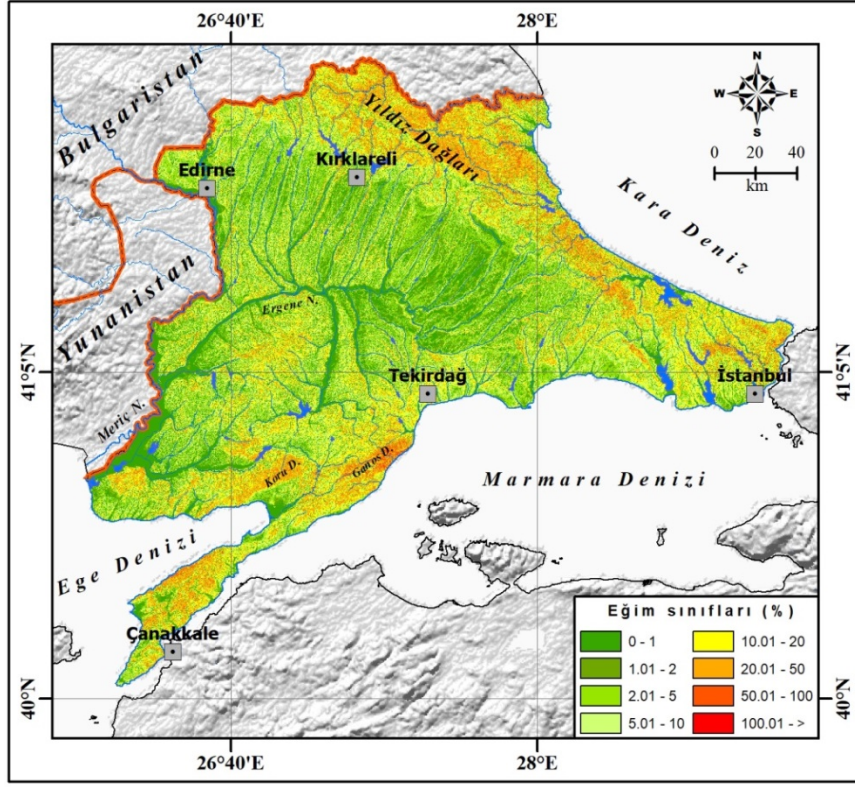 26°40'E 28°E
Bulgaristan
Yıldız Dağları
N
W E
S
0 20 40
km
Edirne
Kırklareli
Kara Deniz
Yunanistan
Ergene N.
41°5'N 41°5'N
Tekirdağ
İstanbul
Meriç N.
Koru D.
Ganos D.
Marmara Denizi
Ege Denizi
Çanakkale
Eğim sınıfları (%)
0 - 1 10.01 - 20
1.01 - 2 20.01 - 50
2.01 - 5 50.01 - 100
5.01 - 10 100.01 - >
40°N 40°N
26°40'E 28°E